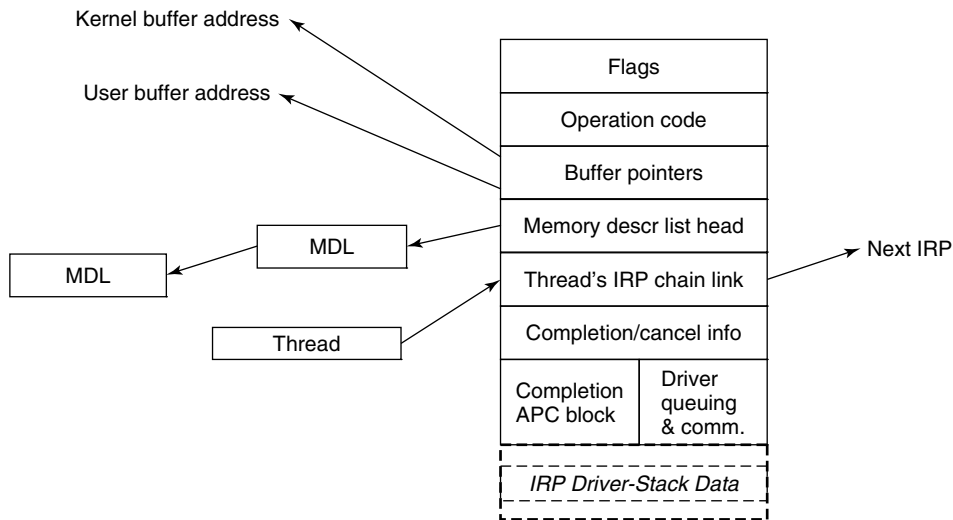 Kernel buffer address
User buffer address
Flags
Operation code
Buffer pointers
Memory descr list head
MDL
MDL
Thread's IRP chain link
Next IRP
Thread
Completion/cancel info
Completion
APC block
Driver
queuing
& comm.
IRP Driver-Stack Data